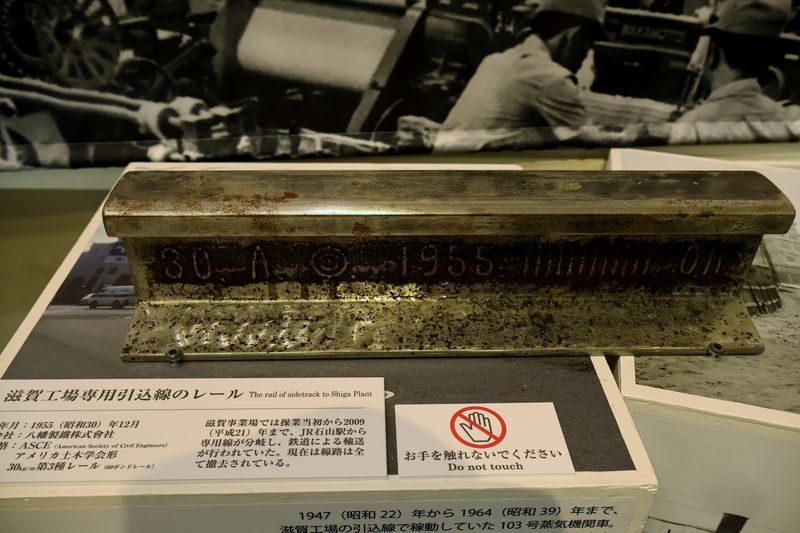 30 A 1955 ||||||||||| OH
滋賀工場専用引込線のレール The rail of sidetrack to Shiga Plant
年月：1955（昭和30）年 12月
会社：八幡製鐵株式會社
格：ASCE (American Society of Civil Engineers)
アメリカ土木学会形
30kg/m第3種レール（60ポンドレール）
滋賀事業場では操業当初から2009
（平成21）年まで、JR石山駅から
専用線が分岐し、鉄道による輸送
が行われていた。現在は線路は全
て撤去されている。
お手を触れないでください
Do not touch
1947（昭和22）年から1964（昭和39）年まで、
滋賀工場の引込線で稼動していた103号蒸気機関車。